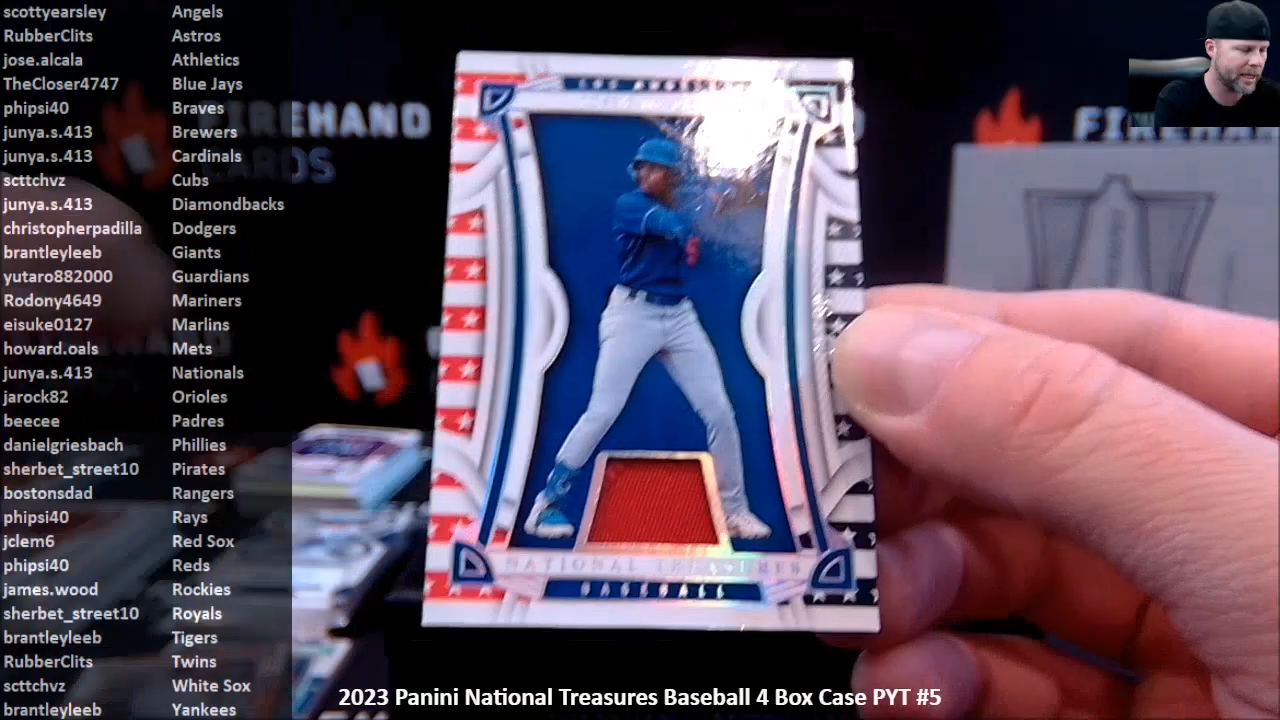 scottyearsley Angels
RubberClits Astros
jose.alcala Athletics
TheCloser4747 Blue Jays
phipsi40 Braves
junya.s.413 Brewers
junya.s.413 Cardinals
scttchvz Cubs
junya.s.413 Diamondbacks
christopherpadilla Dodgers
brantleyleeb Giants
yutaro882000 Guardians
Rodony4649 Mariners
eisuke0127 Marlins
howard.oals Mets
junya.s.413 Nationals
jarock82 Orioles
beecee Padres
danielgriesbach Phillies
sherbet_street10 Pirates
bostonsdad Rangers
phipsi40 Rays
jclem6 Red Sox
phipsi40 Reds
james.wood Rockies
sherbet_street10 Royals
brantleyleeb Tigers
RubberClits Twins
scttchvz White Sox
brantleyleeb Yankees
FIREHAND
CARDS
LOS ANGELES
NATIONAL TREASURES
BASEBALL
2023 Panini National Treasures Baseball 4 Box Case PYT #5